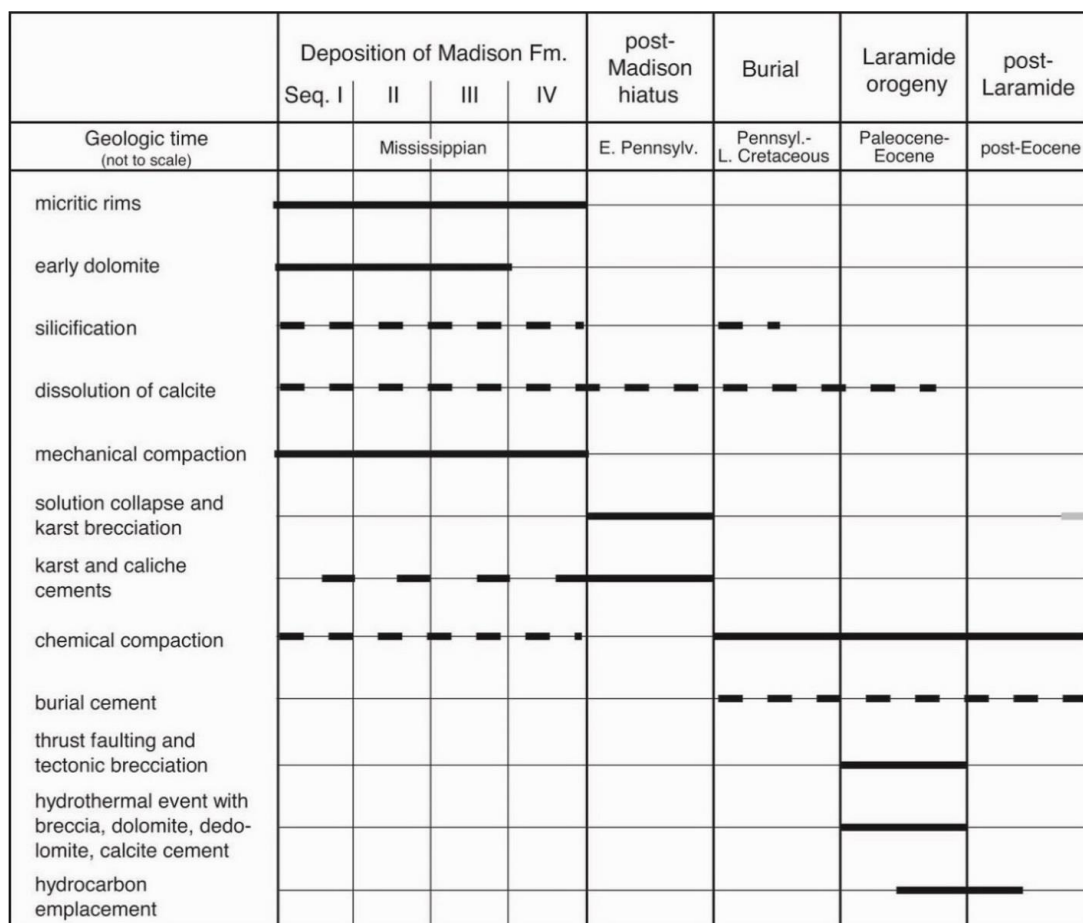 Deposition of Madison Fm.
Seq. I
II
III
IV
post-
Madison
hiatus
Burial
Laramide
orogeny
post-
Laramide
Geologic time
(not to scale)
Mississippian
E. Pennsylv.
Pennsyl.-
L. Cretaceous
Paleocene-
Eocene
post-Eocene
micritic rims
early dolomite
silicification
dissolution of calcite
mechanical compaction
solution collapse and
karst brecciation
karst and caliche
cements
chemical compaction
burial cement
thrust faulting and
tectonic brecciation
hydrothermal event with
breccia, dolomite, dedo-
lomite, calcite cement
hydrocarbon
emplacement